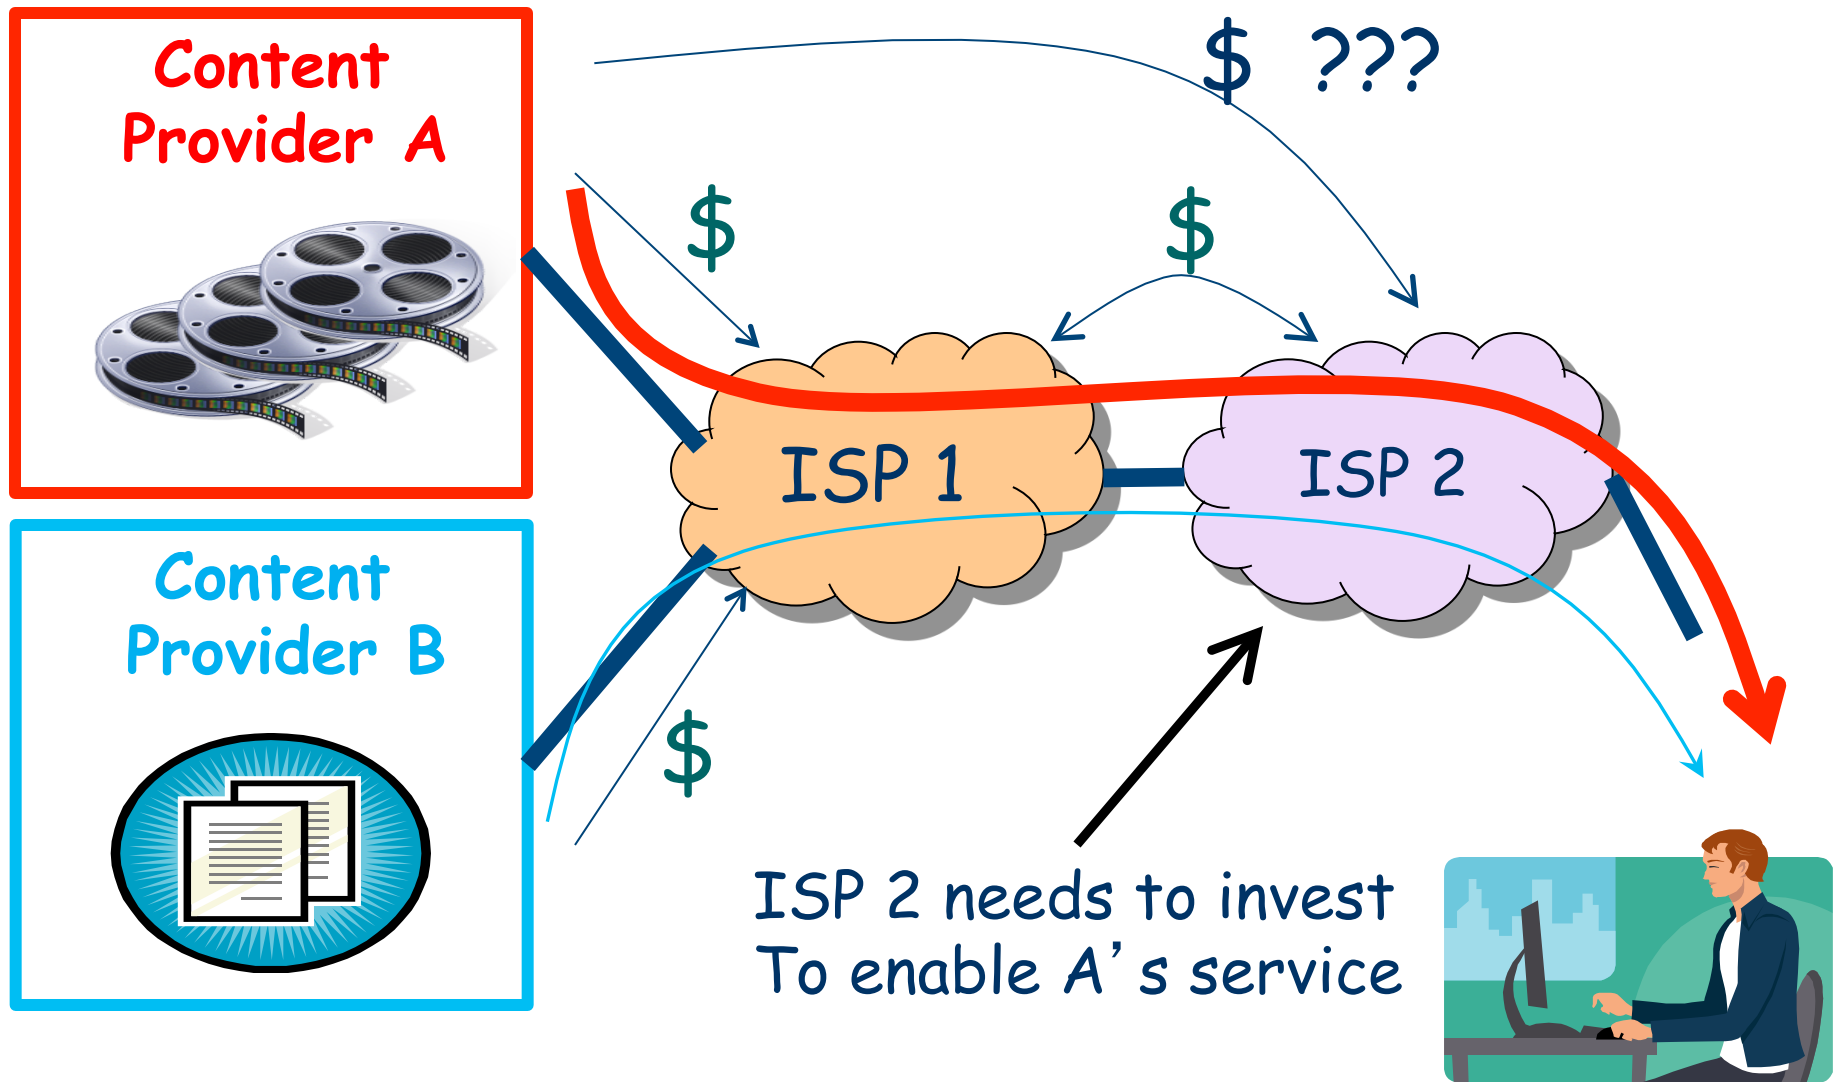 Content
Provider A
$ ???
$
$
ISP 1
ISP 2
Content
Provider B
$
ISP 2 needs to invest
To enable A’s service